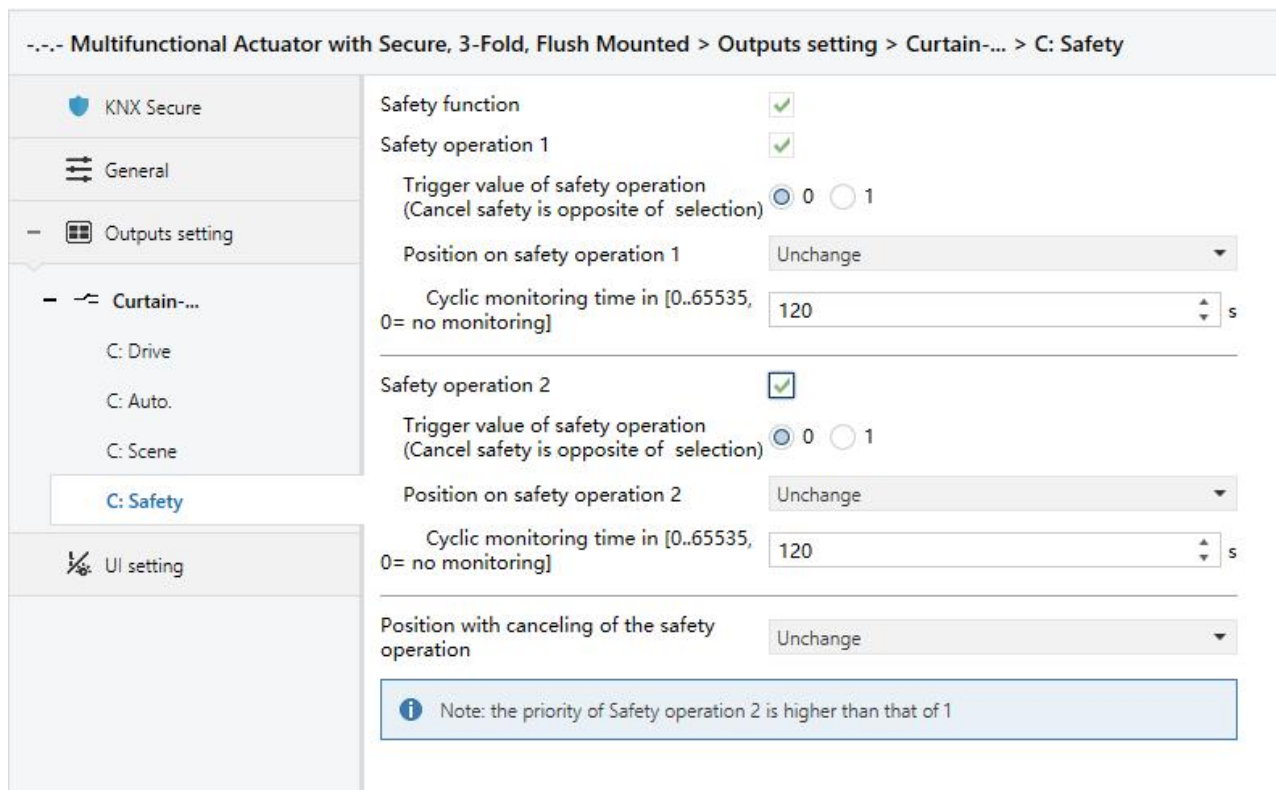 -.-.- Multifunctional Actuator with Secure, 3-Fold, Flush Mounted > Outputs setting > Curtain-... > C: Safety
KNX Secure
General
Outputs setting
Curtain-...
C: Drive
C: Auto.
C: Scene
C: Safety
UI setting
Safety function
Safety operation 1
Trigger value of safety operation
(Cancel safety is opposite of selection)
0 1
Position on safety operation 1
Unchange
Cyclic monitoring time in [0..65535,
0= no monitoring]
120
s
Safety operation 2
Trigger value of safety operation
(Cancel safety is opposite of selection)
0 1
Position on safety operation 2
Unchange
Cyclic monitoring time in [0..65535,
0= no monitoring]
120
s
Position with canceling of the safety
operation
Unchange
Note: the priority of Safety operation 2 is higher than that of 1